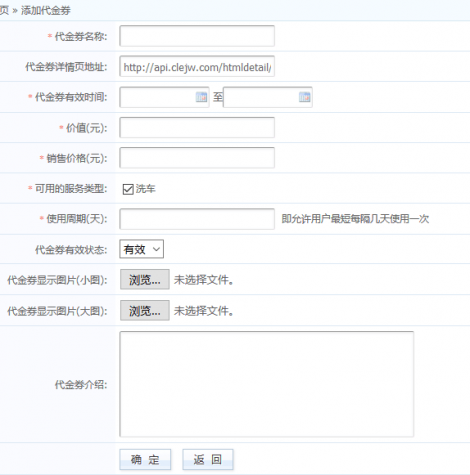 页 » 添加代金券
* 代金券名称:
代金券详情页地址: http://api.clejw.com/htmldetail/
* 代金券有效时间: 至
* 价值(元):
* 销售价格(元):
* 可用的服务类型: 洗车
* 使用周期(天): 即允许用户最短每隔几天使用一次
代金券有效状态: 有效
代金券显示图片(小图): 浏览... 未选择文件。
代金券显示图片(大图): 浏览... 未选择文件。
代金券介绍:
确 定 返 回